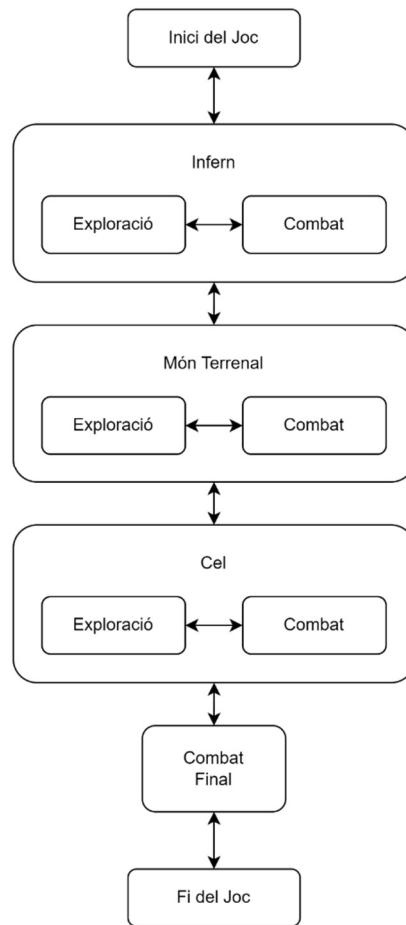 Inici del Joc
Infern
Exploració
Combat
Món Terrenal
Exploració
Combat
Cel
Exploració
Combat
Combat
Final
Fi del Joc